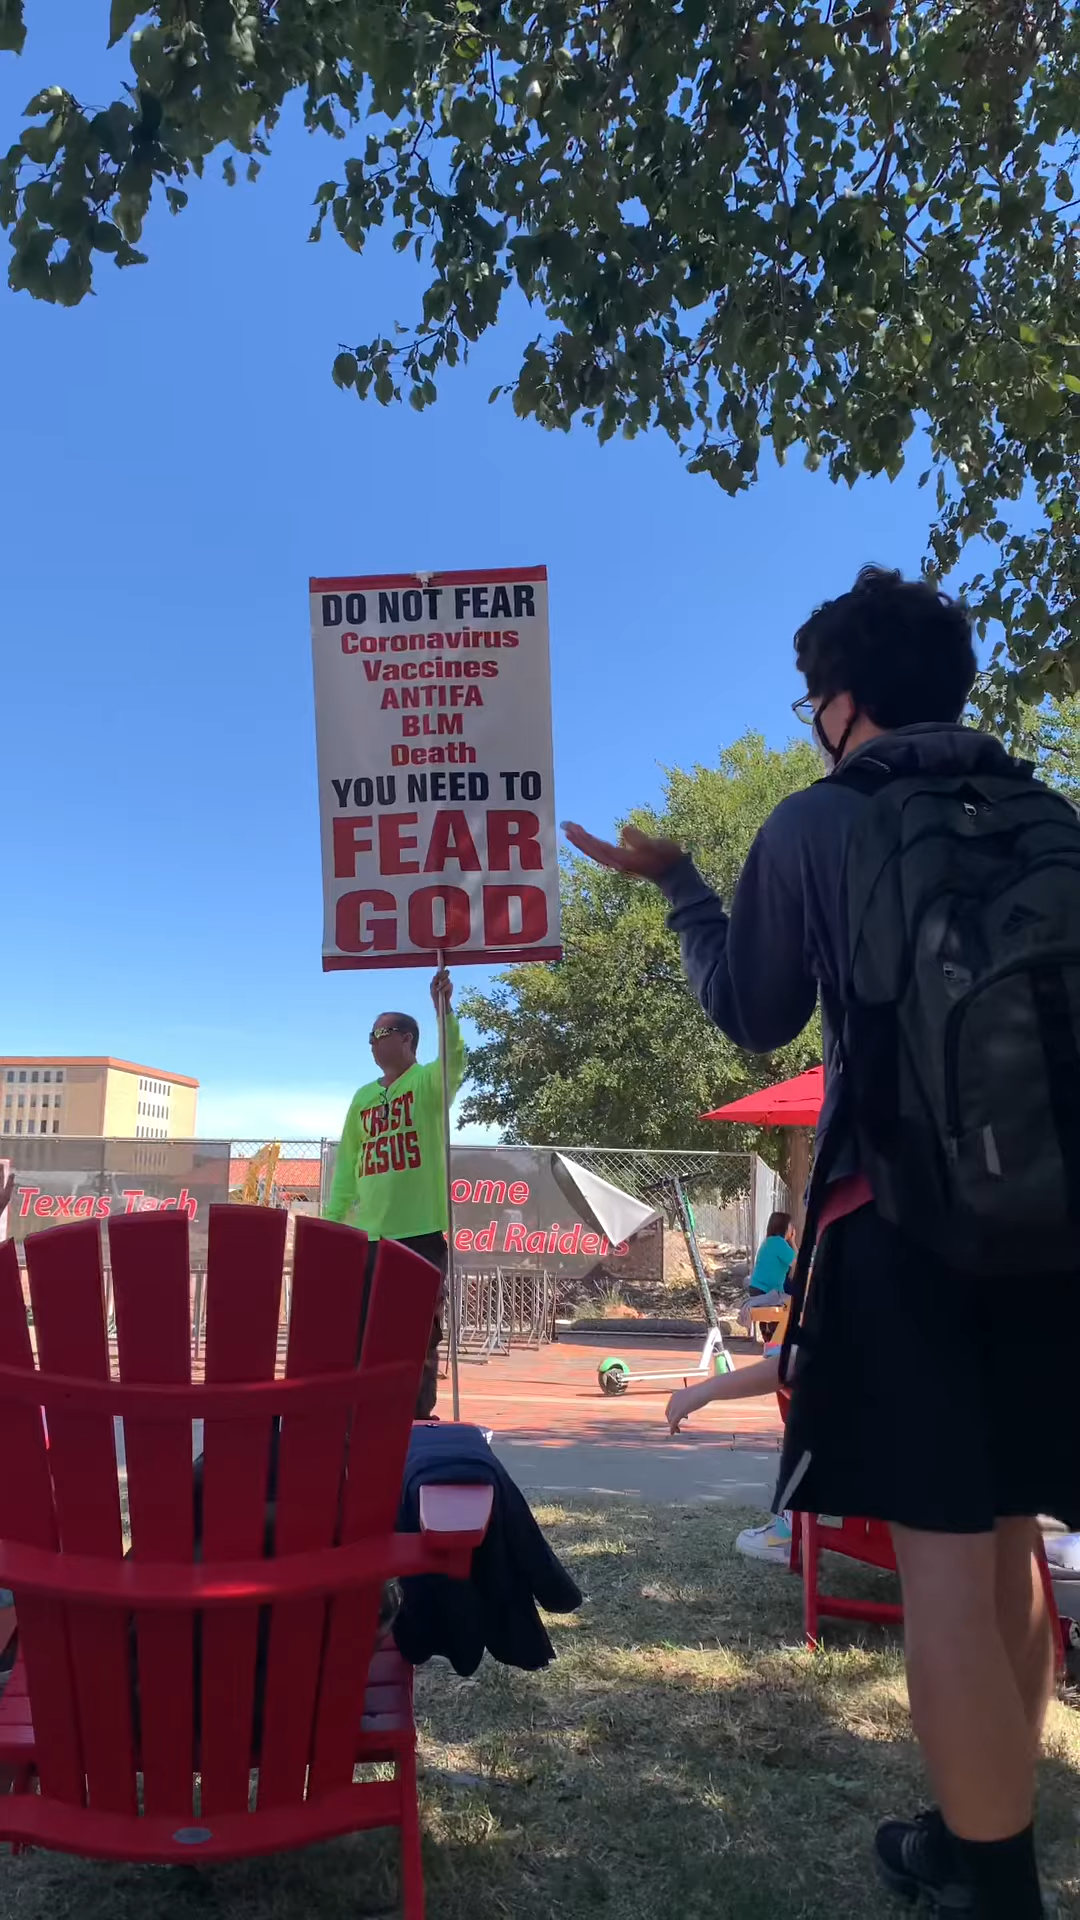 DO NOT FEAR
Coronavirus
Vaccines
ANTIFA
BLM
Death
YOU NEED TO
FEAR
GOD
TRUST
JESUS
Texas Tech
ome
ed Raiders